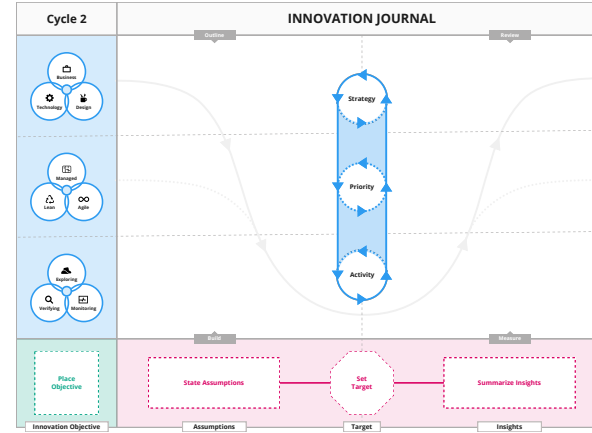 Cycle 2
INNOVATION JOURNAL
Outline
Review
Business
Technology
Design
Strategy
Managed
Lean
Agile
Priority
Exploring
Verifying
Monitoring
Activity
Build
Measure
Place
Objective
State Assumptions
Set
Target
Summarize Insights
Innovation Objective
Assumptions
Target
Insights